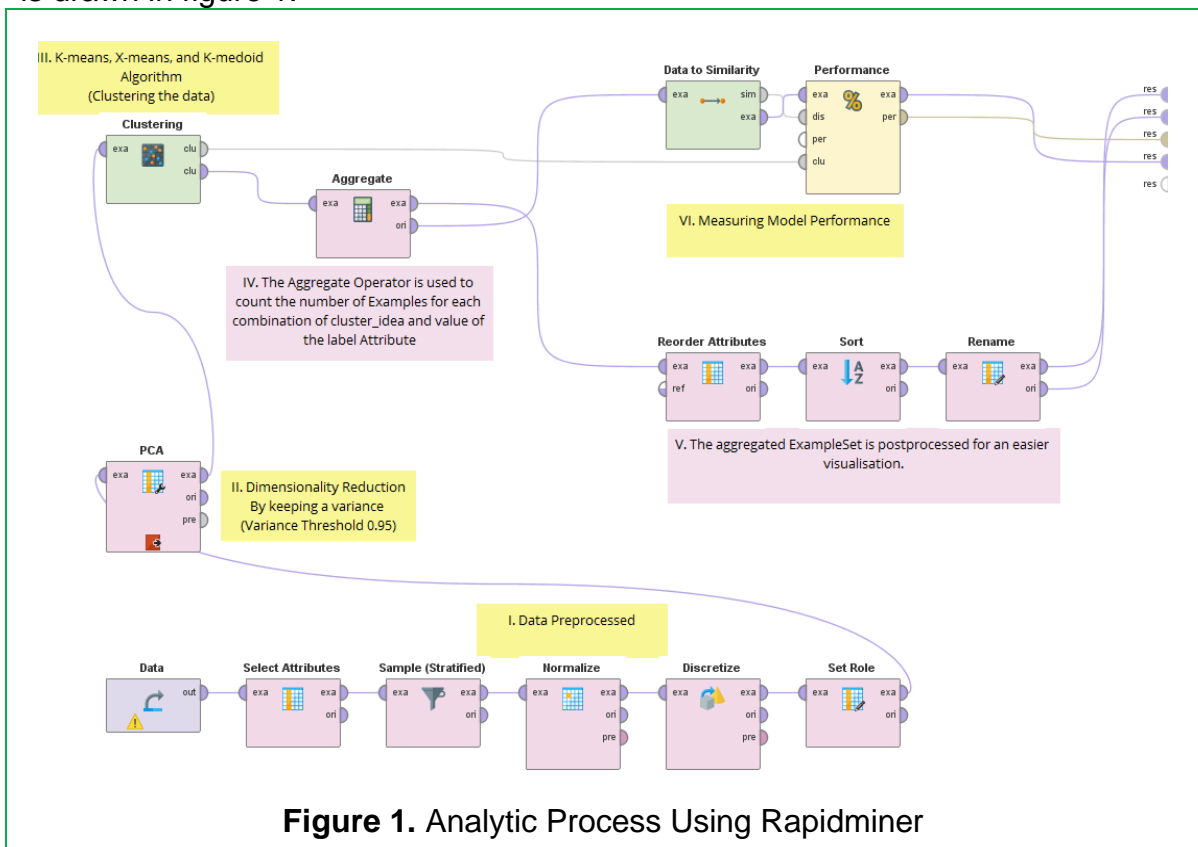 is drawn in figure 1.
III. K-means, X-means, and K-medoid
Algorithm
(Clustering the data)
Clustering
exa clu
clu
Aggregate
exa exa
ori
IV. The Aggregate Operator is used to
count the number of Examples for each
combination of cluster_idea and value of
the label Attribute
Data to Similarity
exa sim
exa
Performance
exa exa
dis per
per
clu
res
res
res
res
res
VI. Measuring Model Performance
Reorder Attributes
exa exa
ref ori
Sort
exa exa
ori
Rename
exa exa
ori
V. The aggregated ExampleSet is postprocessed for an easier
visualisation.
PCA
exa exa
ori
pre
II. Dimensionality Reduction
By keeping a variance
(Variance Threshold 0.95)
I. Data Preprocessed
Data
out
Select Attributes
exa exa
ori
Sample (Stratified)
exa exa
ori
Normalize
exa exa
ori
pre
Discretize
exa exa
ori
pre
Set Role
exa exa
ori
Figure 1. Analytic Process Using Rapidminer